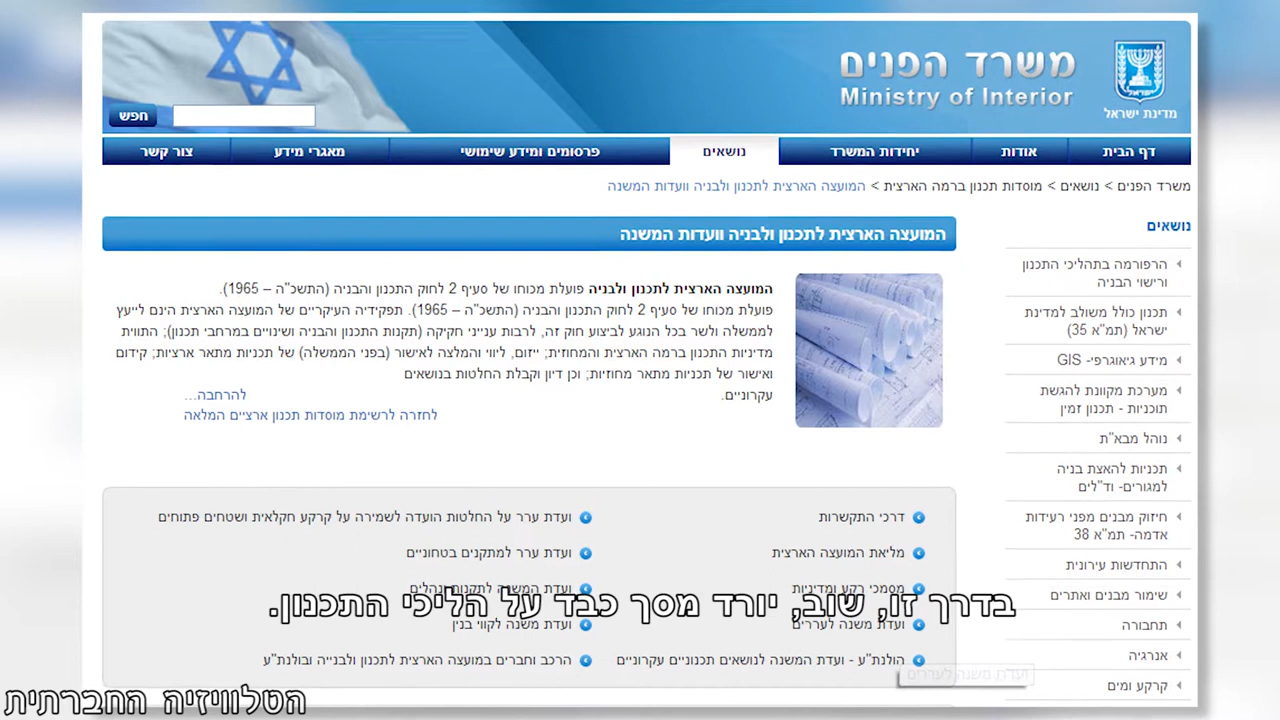 משרד הפנים
Ministry of Interior
מדינת ישראל
חפש
דף הבית
אודות
יחידות המשרד
נושאים
פרסומים ומידע שימושי
מאגרי מידע
צור קשר
משרד הפנים > נושאים > מוסדות תכנון ברמה הארצית > המועצה הארצית לתכנון ולבניה וועדות המשנה
נושאים
הרפורמה בתהליכי התכנון
ורישוי הבניה
תכנון כולל משולב למדינת
ישראל (תמ"א 35)
מידע גיאוגרפי- GIS
מערכת מקוונת להגשת
תוכניות - תכנון זמין
נוהל מבא"ת
תכניות להאצת בניה
למגורים- וד"לים
חיזוק מבנים מפני רעידות
אדמה- תמ"א 38
התחדשות עירונית
שימור מבנים ואתרים
תחבורה
אנרגיה
קרקע ומים
המועצה הארצית לתכנון ולבניה וועדות המשנה
המועצה הארצית לתכנון ולבניה פועלת מכוחו של סעיף 2 לחוק התכנון והבניה (התשכ"ה – 1965).
פועלת מכוחו של סעיף 2 לחוק התכנון והבניה (התשכ"ה – 1965). תפקידיה העיקריים של המועצה הארצית הינם לייעץ
לממשלה ולשר בכל הנוגע לביצוע חוק זה, לרבות ענייני חקיקה (תקנות התכנון והבניה ושינויים במרחבי תכנון); התווית
מדיניות התכנון ברמה הארצית והמחוזית; ייזום, ליווי והמלצה לאישור (בפני הממשלה) של תכניות מתאר ארציות; קידום
ואישור של תכניות מתאר מחוזיות; וכן דיון וקבלת החלטות בנושאים
עקרוניים.
להרחבה...
לחזרה לרשימת מוסדות תכנון ארציים המלאה
דרכי התקשרות
ועדת ערר על החלטות הועדה לשמירה על קרקע חקלאית ושטחים פתוחים
מליאת המועצה הארצית
ועדת ערר למתקנים בטחוניים
מסמכי רקע ומדיניות
ועדת המשנה לתקנות ונהלים
ועדת משנה לעררים
ועדת משנה לקווי בנין
הולנת"ע - ועדת המשנה לנושאים תכנוניים עקרוניים
הרכב וחברים במועצה הארצית לתכנון ולבנייה ובולנת"ע
ועדת משנה לעררים
בדרך זו, שוב, יורד מסך כבד על הליכי התכנון.
הטלוויזיה החברתית